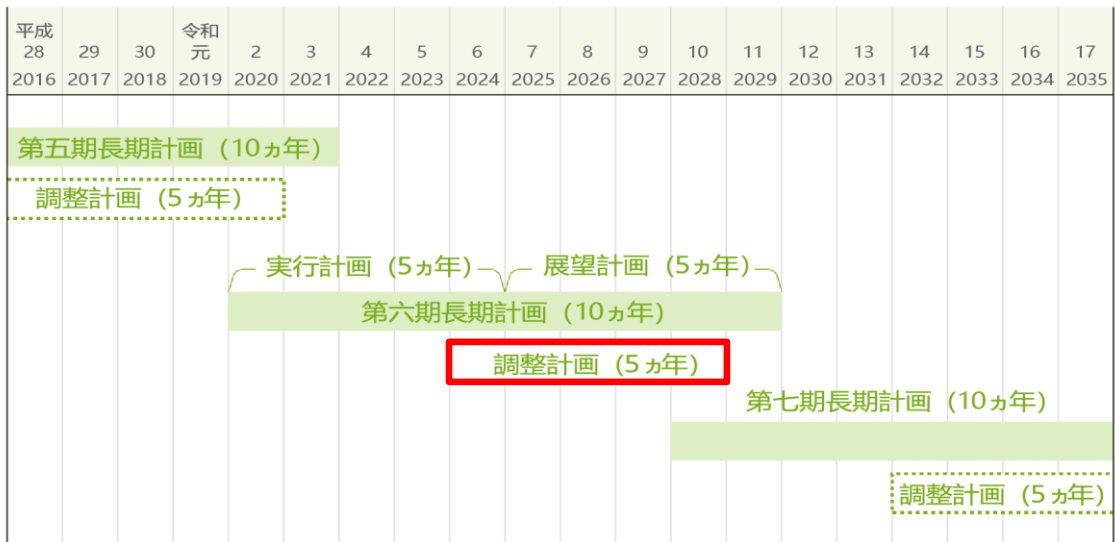 平成 令和
28 29 30 元 2 3 4 5 6 7 8 9 10 11 12 13 14 15 16 17
2016 2017 2018 2019 2020 2021 2022 2023 2024 2025 2026 2027 2028 2029 2030 2031 2032 2033 2034 2035
第五期長期計画（10ヵ年）
調整計画（5ヵ年）
実行計画（5ヵ年） 展望計画（5ヵ年）
第六期長期計画（10ヵ年）
調整計画（5ヵ年）
第七期長期計画（10ヵ年）
調整計画（5ヵ年）